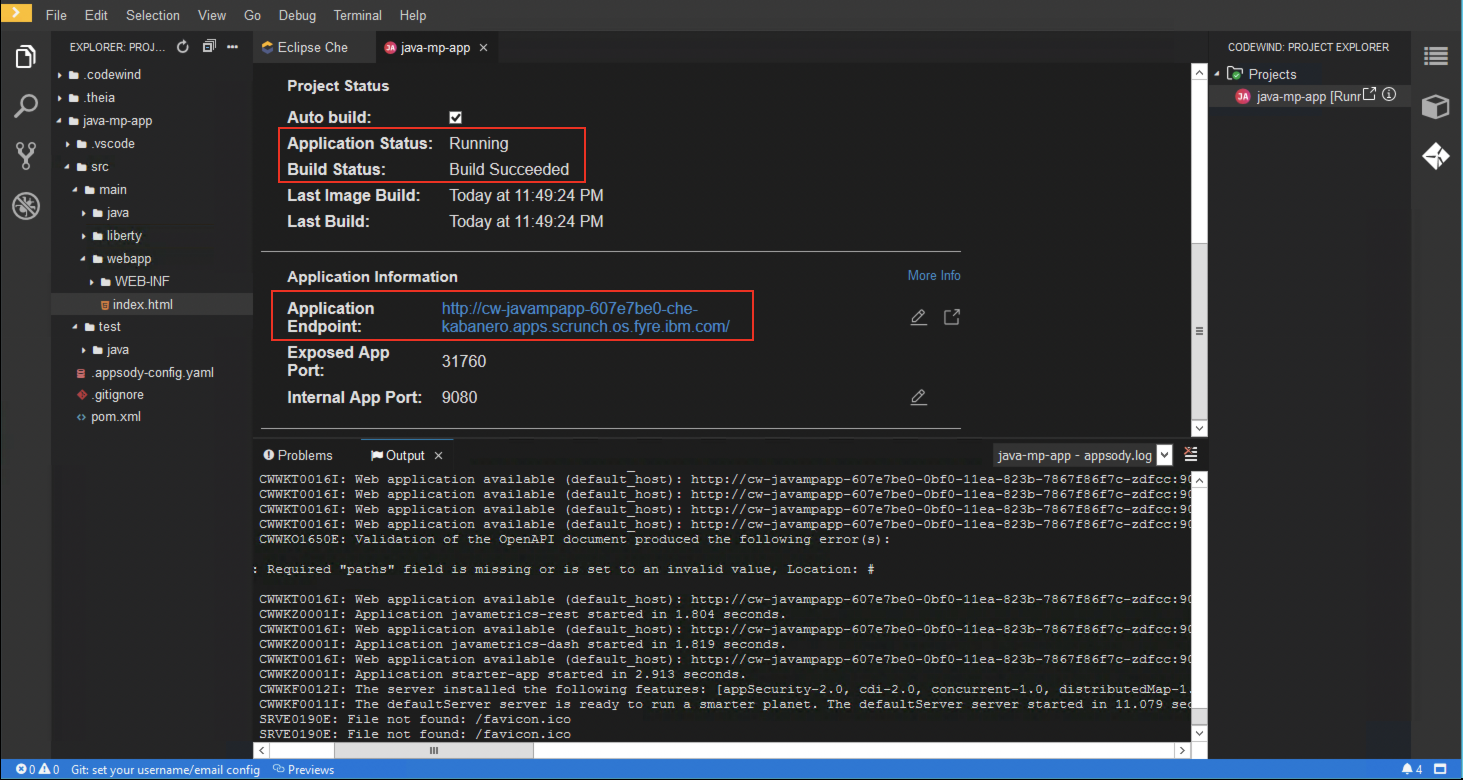 File Edit Selection View Go Debug Terminal Help
EXPLORER: PROJ...
.codewind
.theia
java-mp-app
.vscode
src
main
java
liberty
webapp
WEB-INF
index.html
test
java
.appsody-config.yaml
.gitignore
pom.xml
Eclipse Che
java-mp-app
Project Status
Auto build:
Application Status: Running
Build Status: Build Succeeded
Last Image Build: Today at 11:49:24 PM
Last Build: Today at 11:49:24 PM
Application Information More Info
Application Endpoint: http://cw-javampapp-607e7be0-che-
kabanero.apps.scrunch.os.fyre.ibm.com/
Exposed App Port: 31760
Internal App Port: 9080
Problems Output java-mp-app - appsody.log
CWWKT0016I: Web application available (default_host): http://cw-javampapp-607e7be0-0bf0-11ea-823b-7867f86f7c-zdfcc:90
CWWKT0016I: Web application available (default_host): http://cw-javampapp-607e7be0-0bf0-11ea-823b-7867f86f7c-zdfcc:90
CWWKT0016I: Web application available (default_host): http://cw-javampapp-607e7be0-0bf0-11ea-823b-7867f86f7c-zdfcc:90
CWWKT0016I: Web application available (default_host): http://cw-javampapp-607e7be0-0bf0-11ea-823b-7867f86f7c-zdfcc:90
CWWKO1650E: Validation of the OpenAPI document produced the following error(s):
: Required "paths" field is missing or is set to an invalid value, Location: #
CWWKT0016I: Web application available (default_host): http://cw-javampapp-607e7be0-0bf0-11ea-823b-7867f86f7c-zdfcc:90
CWWKZ0001I: Application javametrics-rest started in 1.804 seconds.
CWWKT0016I: Web application available (default_host): http://cw-javampapp-607e7be0-0bf0-11ea-823b-7867f86f7c-zdfcc:90
CWWKZ0001I: Application javametrics-dash started in 1.819 seconds.
CWWKT0016I: Web application available (default_host): http://cw-javampapp-607e7be0-0bf0-11ea-823b-7867f86f7c-zdfcc:90
CWWKZ0001I: Application starter-app started in 2.913 seconds.
CWWKF0012I: The server installed the following features: [appSecurity-2.0, cdi-2.0, concurrent-1.0, distributedMap-1.
CWWKF0011I: The defaultServer server is ready to run a smarter planet. The defaultServer server started in 11.079 sec
SRVE0190E: File not found: /favicon.ico
SRVE0190E: File not found: /favicon.ico
CODEWIND: PROJECT EXPLORER
Projects
JA java-mp-app [Runr
0 0 Git: set your username/email config Previews 4